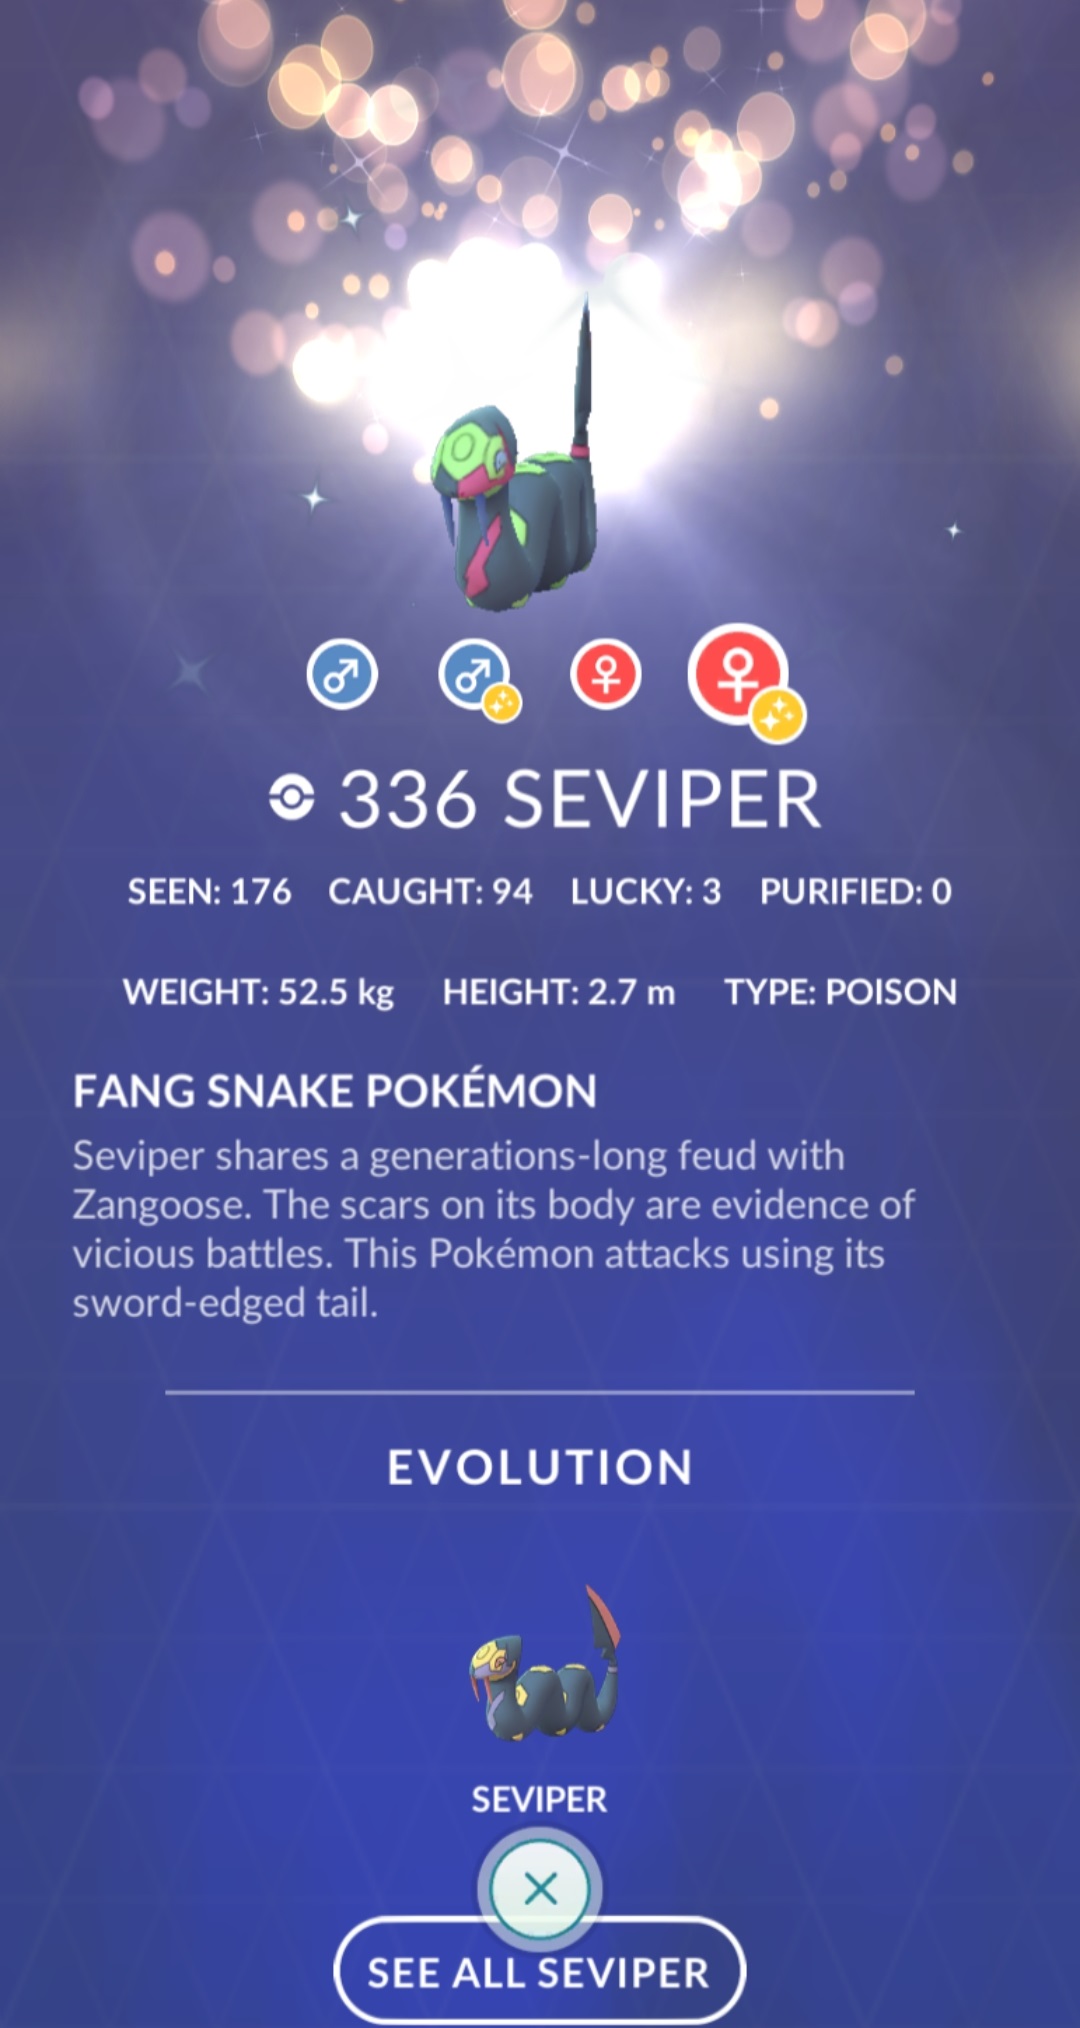 336 SEVIPER
SEEN: 176 CAUGHT: 94 LUCKY: 3 PURIFIED: 0
WEIGHT: 52.5 kg HEIGHT: 2.7 m TYPE: POISON
FANG SNAKE POKÉMON
Seviper shares a generations-long feud with
Zangoose. The scars on its body are evidence of
vicious battles. This Pokémon attacks using its
sword-edged tail.
EVOLUTION
SEVIPER
SEE ALL SEVIPER